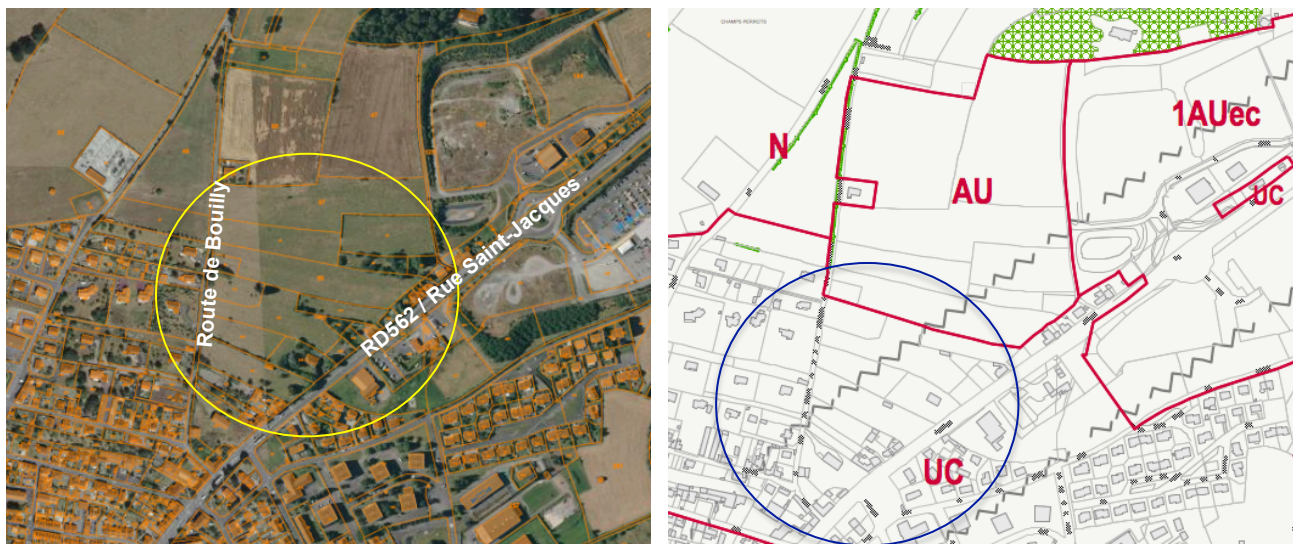 Route de Bouilly
RD562 / Rue Saint-Jacques
CHAMPS PERROTS
N
AU
1AUec
UC
UC